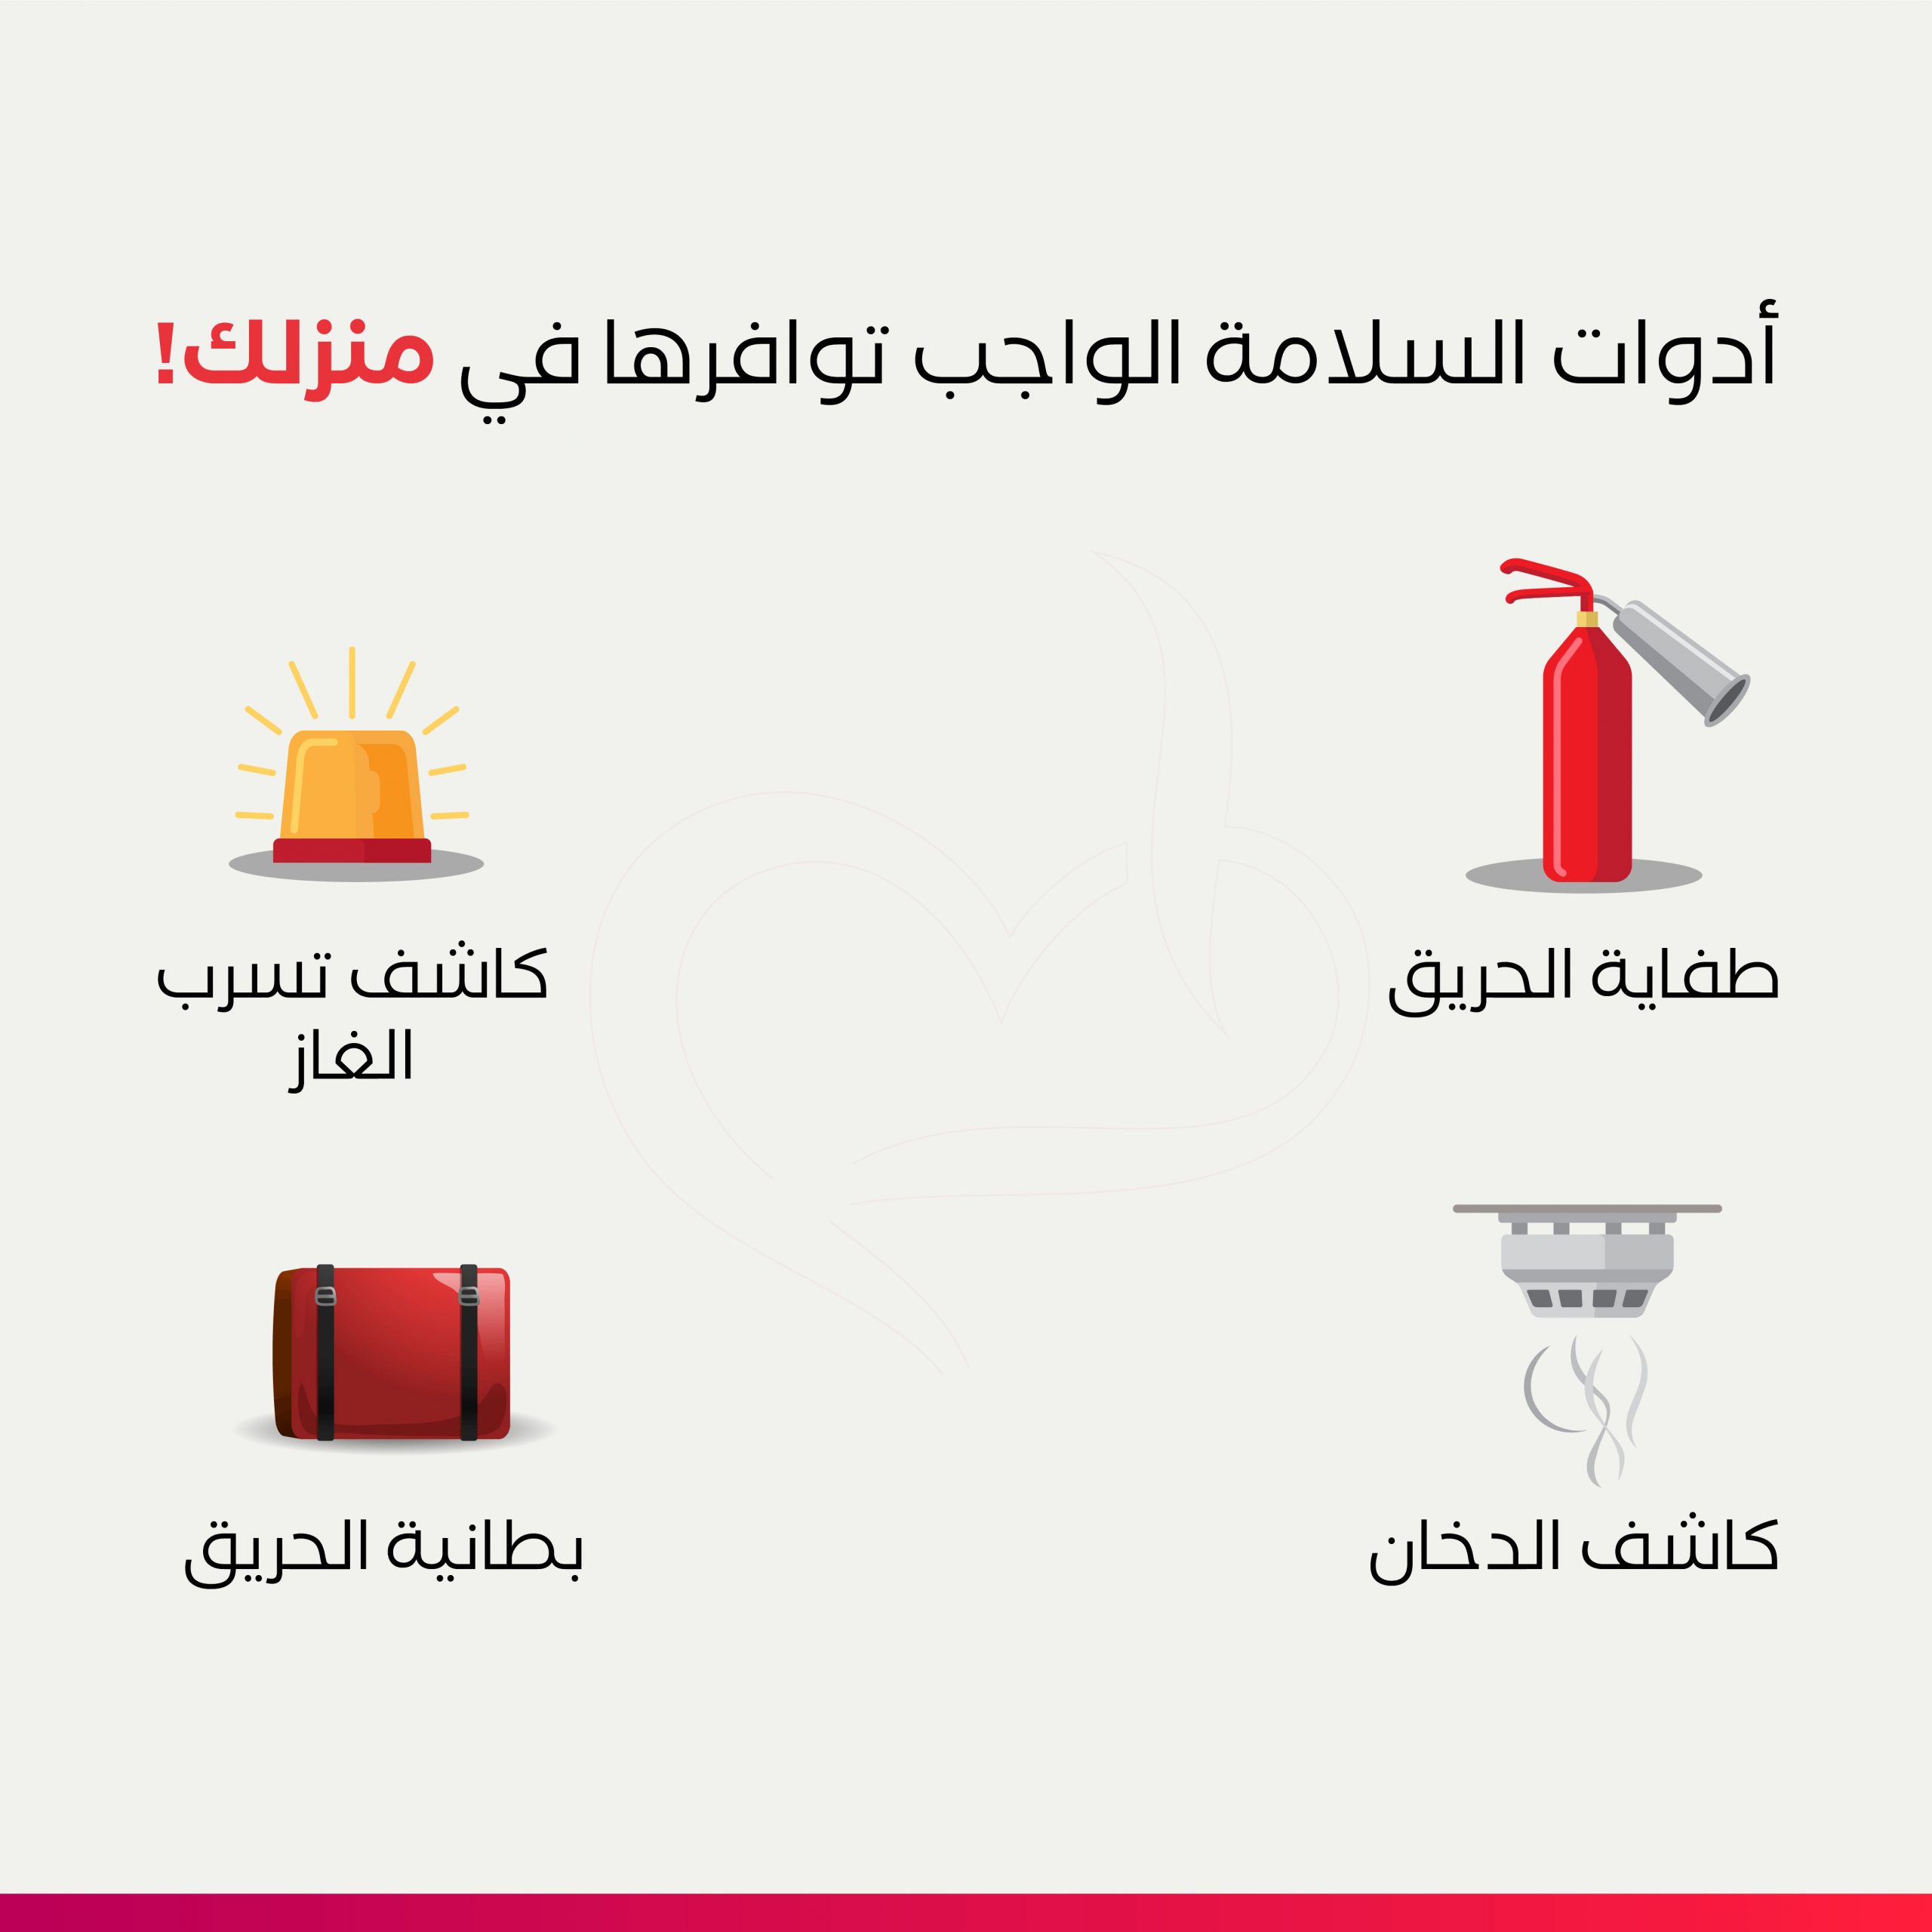 أدوات السلامة الواجب توافرها في منزلك!
طفاية الحريق
كاشف تسرب
الغاز
كاشف الدخان
بطانية الحريق